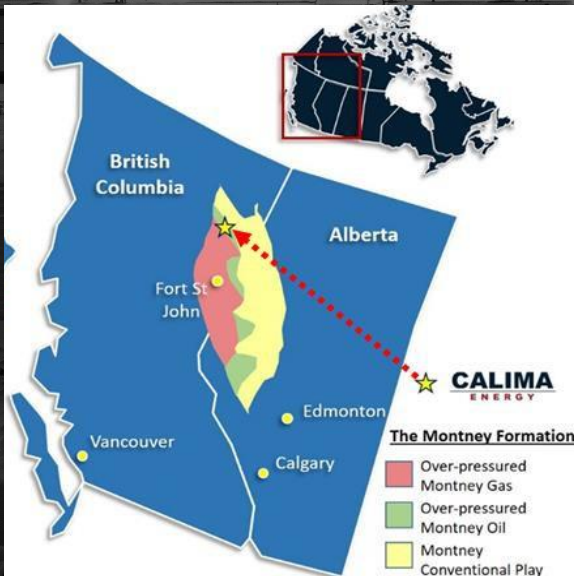 British
Columbia
Alberta
Fort St
John
CALIMA
ENERGY
Edmonton
Vancouver
Calgary
The Montney Formation
Over-pressured
Montney Gas
Over-pressured
Montney Oil
Montney
Conventional Play